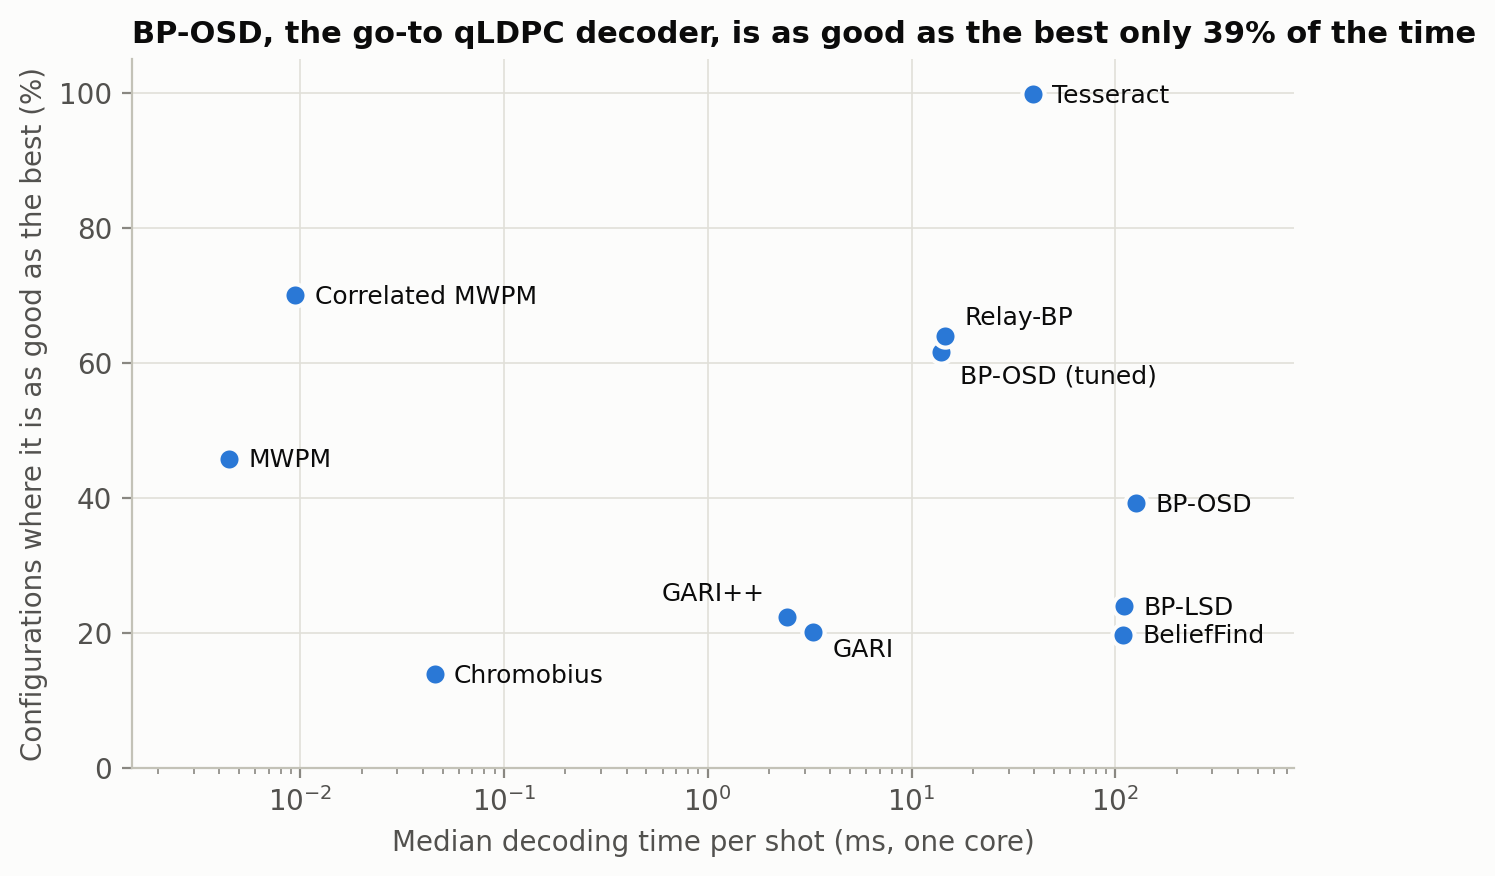 BP-OSD, the go-to qLDPC decoder, is as good as the best only 39% of the time
Configurations where it is as good as the best (%)
100
80
60
40
20
0
Tesseract
Correlated MWPM
Relay-BP
BP-OSD (tuned)
MWPM
BP-OSD
GARI++
BP-LSD
BeliefFind
GARI
Chromobius
10⁻² 10⁻¹ 10⁰ 10¹ 10²
Median decoding time per shot (ms, one core)